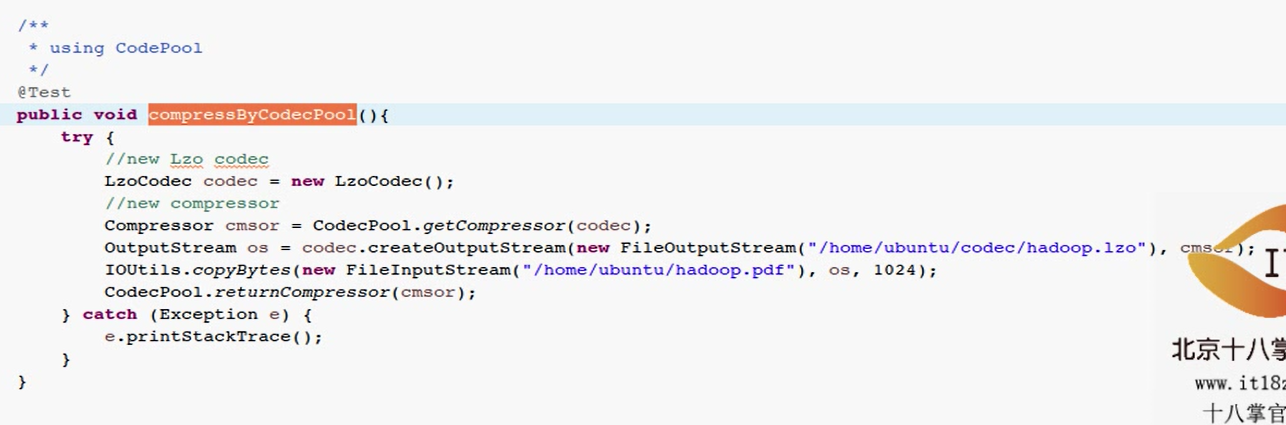 /**
 * using CodePool
 */
@Test
public void compressByCodecPool(){
    try {
        //new Lzo codec
        LzoCodec codec = new LzoCodec();
        //new compressor
        Compressor cmsor = CodecPool.getCompressor(codec);
        OutputStream os = codec.createOutputStream(new FileOutputStream("/home/ubuntu/codec/hadoop.lzo"), cmsor);
        IOUtils.copyBytes(new FileInputStream("/home/ubuntu/hadoop.pdf"), os, 1024);
        CodecPool.returnCompressor(cmsor);
    } catch (Exception e) {
        e.printStackTrace();
    }
}
北京十八掌
www.it18z
十八掌官